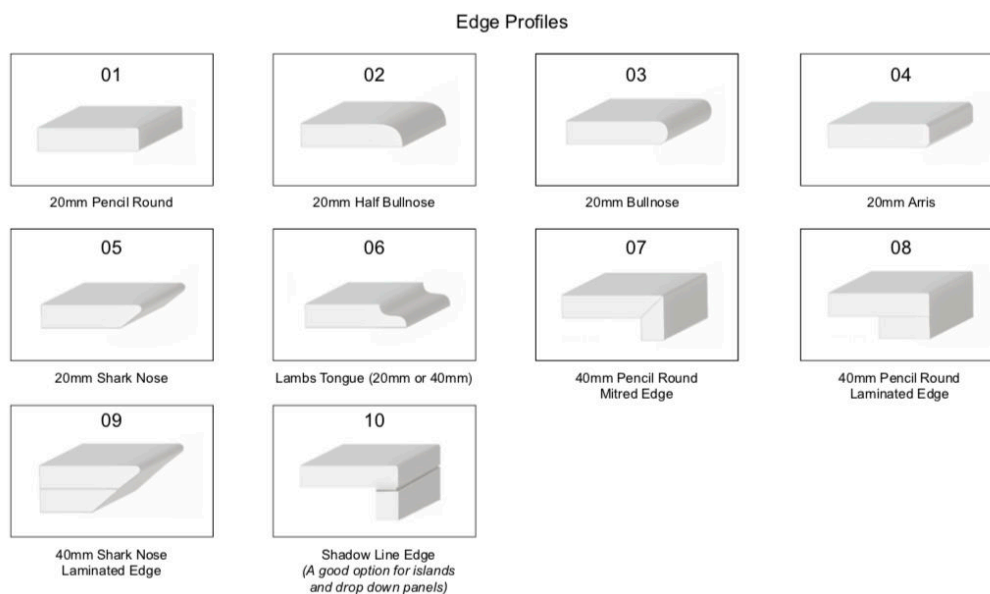 Edge Profiles
01
02
03
04
20mm Pencil Round
20mm Half Bullnose
20mm Bullnose
20mm Arris
05
06
07
08
20mm Shark Nose
Lambs Tongue (20mm or 40mm)
40mm Pencil Round
Mitred Edge
40mm Pencil Round
Laminated Edge
09
10
40mm Shark Nose
Laminated Edge
Shadow Line Edge
(A good option for islands
and drop down panels)